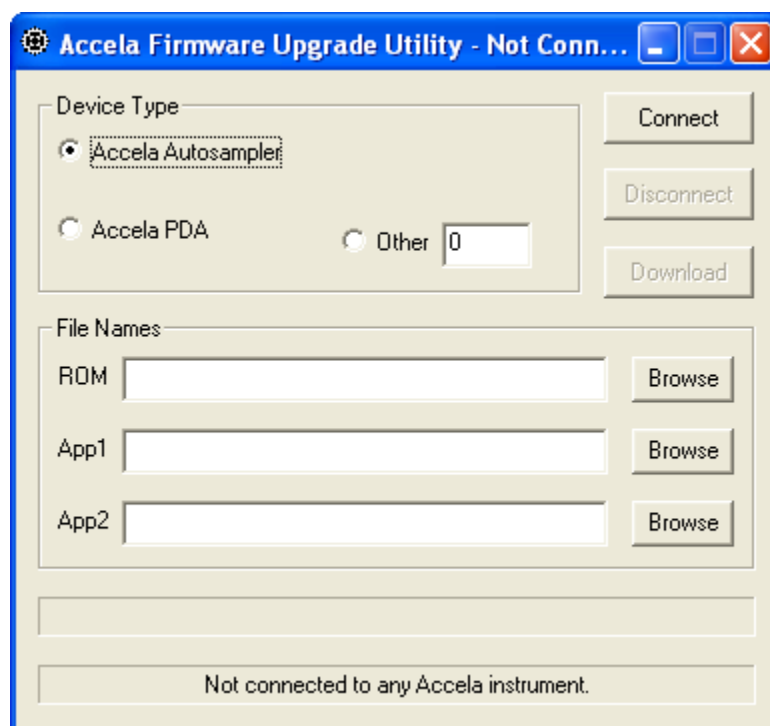 Accela Firmware Upgrade Utility - Not Conn...
Device Type
Accela Autosampler
Accela PDA
Other 0
Connect
Disconnect
Download
File Names
ROM Browse
App1 Browse
App2 Browse
Not connected to any Accela instrument.